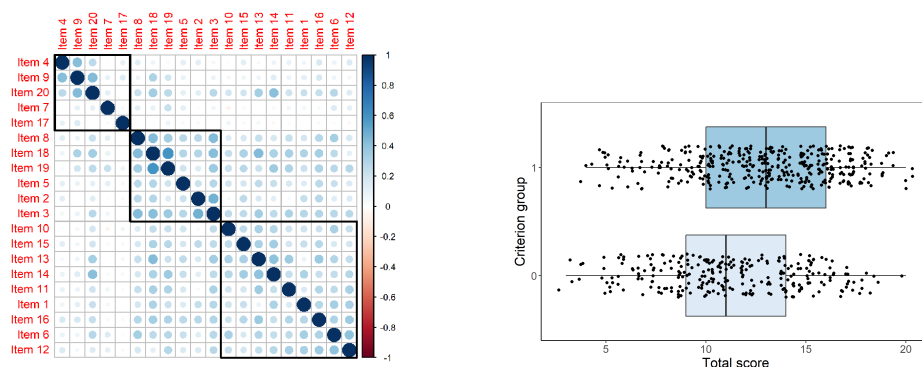 Item 4
Item 9
Item 20
Item 7
Item 17
Item 8
Item 18
Item 19
Item 5
Item 2
Item 3
Item 10
Item 15
Item 13
Item 14
Item 11
Item 1
Item 16
Item 6
Item 12
Item 4
Item 9
Item 20
Item 7
Item 17
Item 8
Item 18
Item 19
Item 5
Item 2
Item 3
Item 10
Item 15
Item 13
Item 14
Item 11
Item 1
Item 16
Item 6
Item 12
1
0.8
0.6
0.4
0.2
0
-0.2
-0.4
-0.6
-0.8
-1
Criterion group
1
0
5
10
15
20
Total score